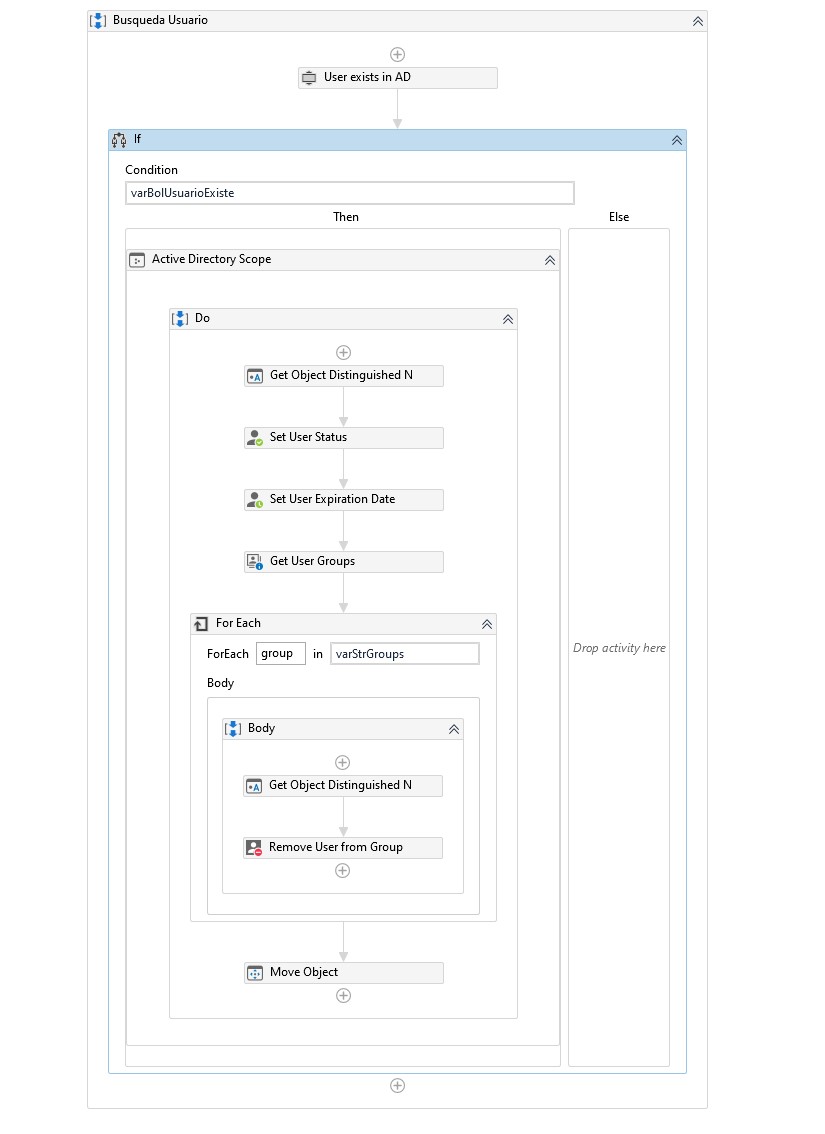 Busqueda Usuario
User exists in AD
If
Condition
varBolUsuarioExiste
Then
Else
Active Directory Scope
Do
Get Object Distinguished N
Set User Status
Set User Expiration Date
Get User Groups
For Each
ForEach group in varStrGroups
Body
Body
Get Object Distinguished N
Remove User from Group
Move Object
Drop activity here